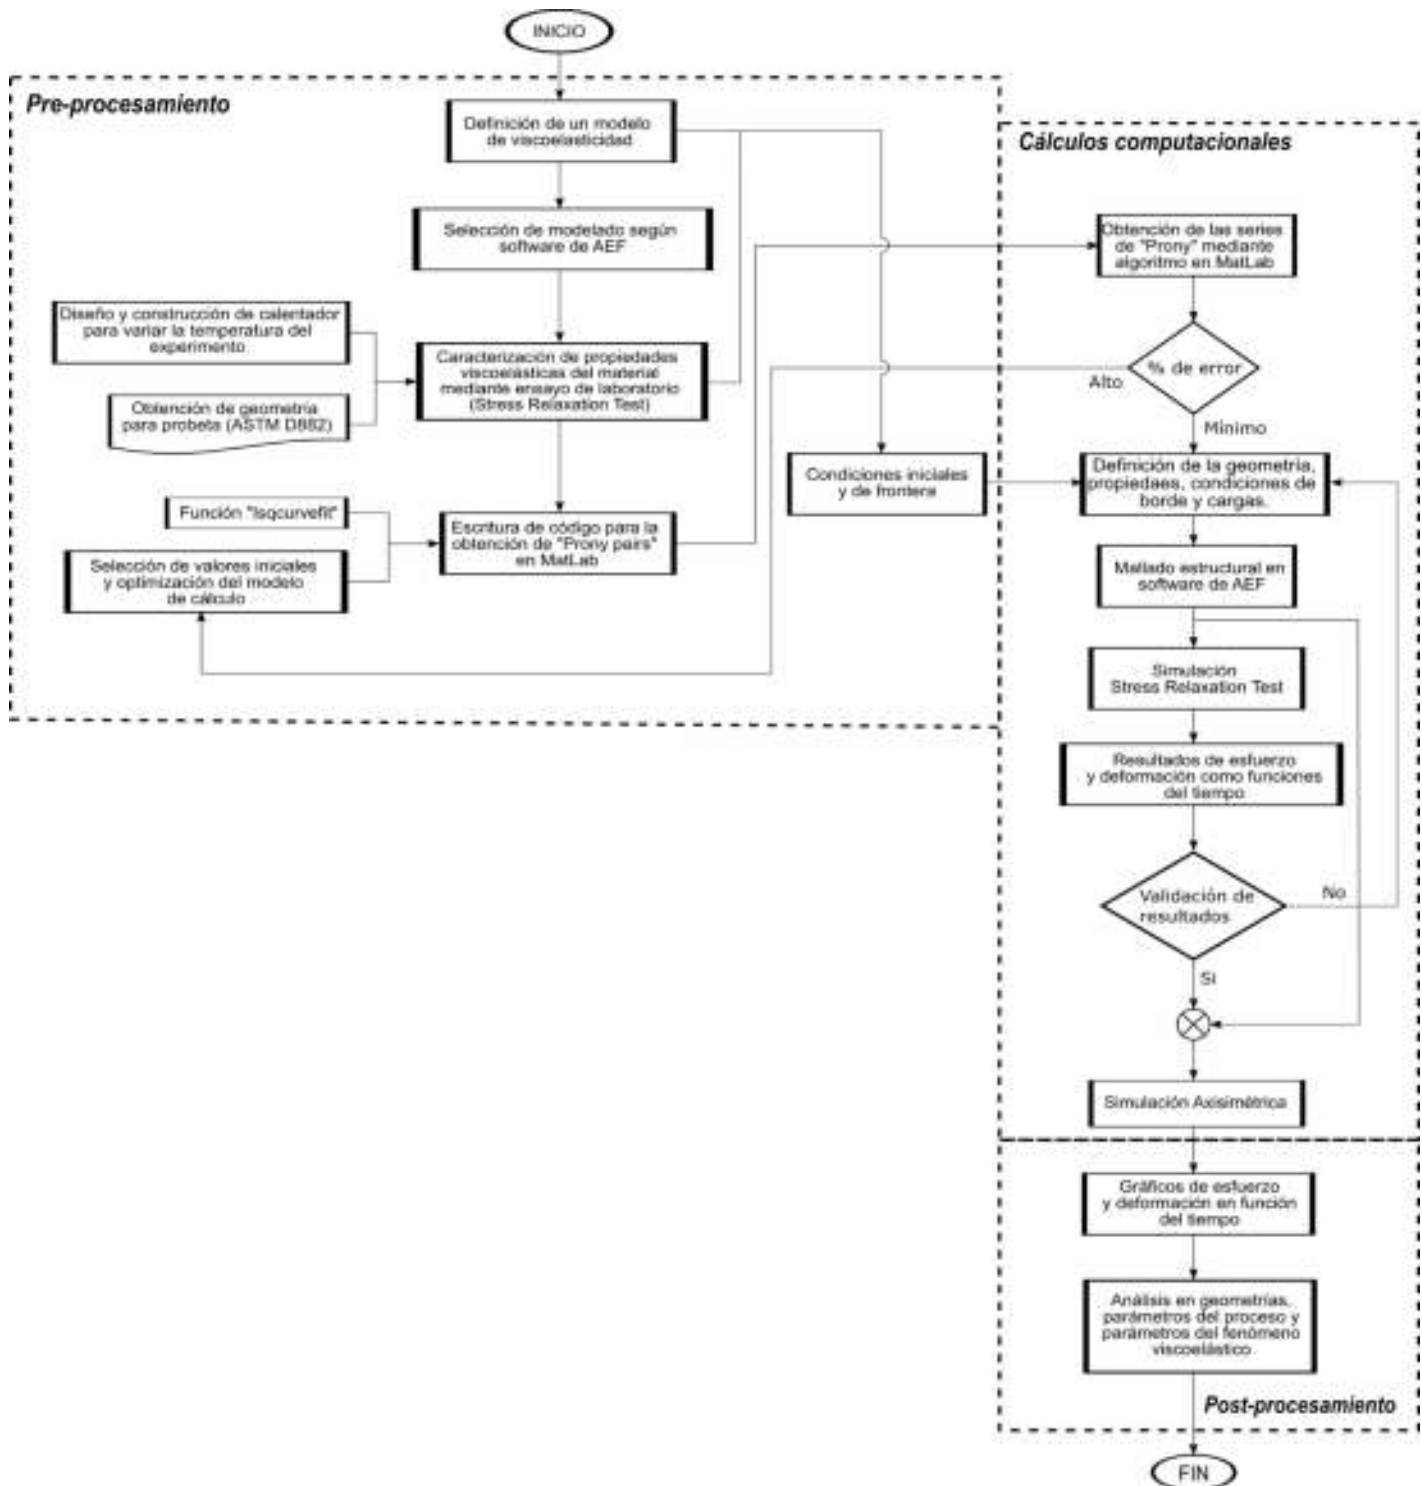 INICIO
Pre-procesamiento
Definición de un modelo
de viscoelasticidad
Selección de modelado según
software de AEF
Diseño y construcción de calentador
para variar la temperatura del
experimento
Caracterización de propiedades
viscoelásticas del material
mediante ensayo de laboratorio
(Stress Relaxation Test)
Obtención de geometría
para probeta (ASTM D882)
Función "lsqcurvefit"
Escritura de código para la
obtención de "Prony pairs"
en MatLab
Selección de valores iniciales
y optimización del modelo
de cálculo
Condiciones iniciales
y de frontera
Cálculos computacionales
Obtención de las series
de "Prony" mediante
algoritmo en MatLab
% de error
Alto
Mínimo
Definición de la geometría,
propiedaes, condiciones de
borde y cargas.
Mallado estructural en
software de AEF
Simulación
Stress Relaxation Test
Resultados de esfuerzo
y deformación como funciones
del tiempo
Validación de
resultados
No
Si
Simulación Axisimétrica
Gráficos de esfuerzo
y deformación en función
del tiempo
Análisis en geometrías,
parámetros del proceso y
parámetros del fenómeno
viscoelástico
Post-procesamiento
FIN